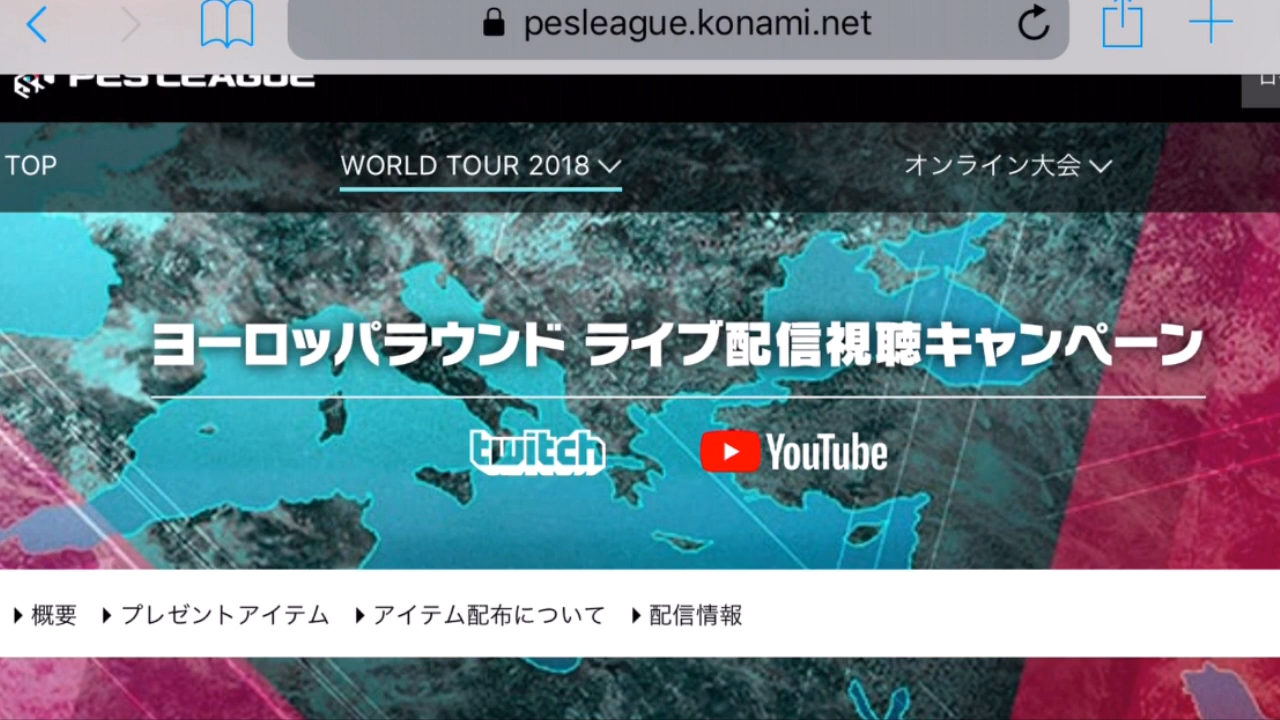 pesleague.konami.net
PES LEAGUE
TOP
WORLD TOUR 2018
オンライン大会
ヨーロッパラウンド ライブ配信視聴キャンペーン
twitch
YouTube
概要
プレゼントアイテム
アイテム配布について
配信情報